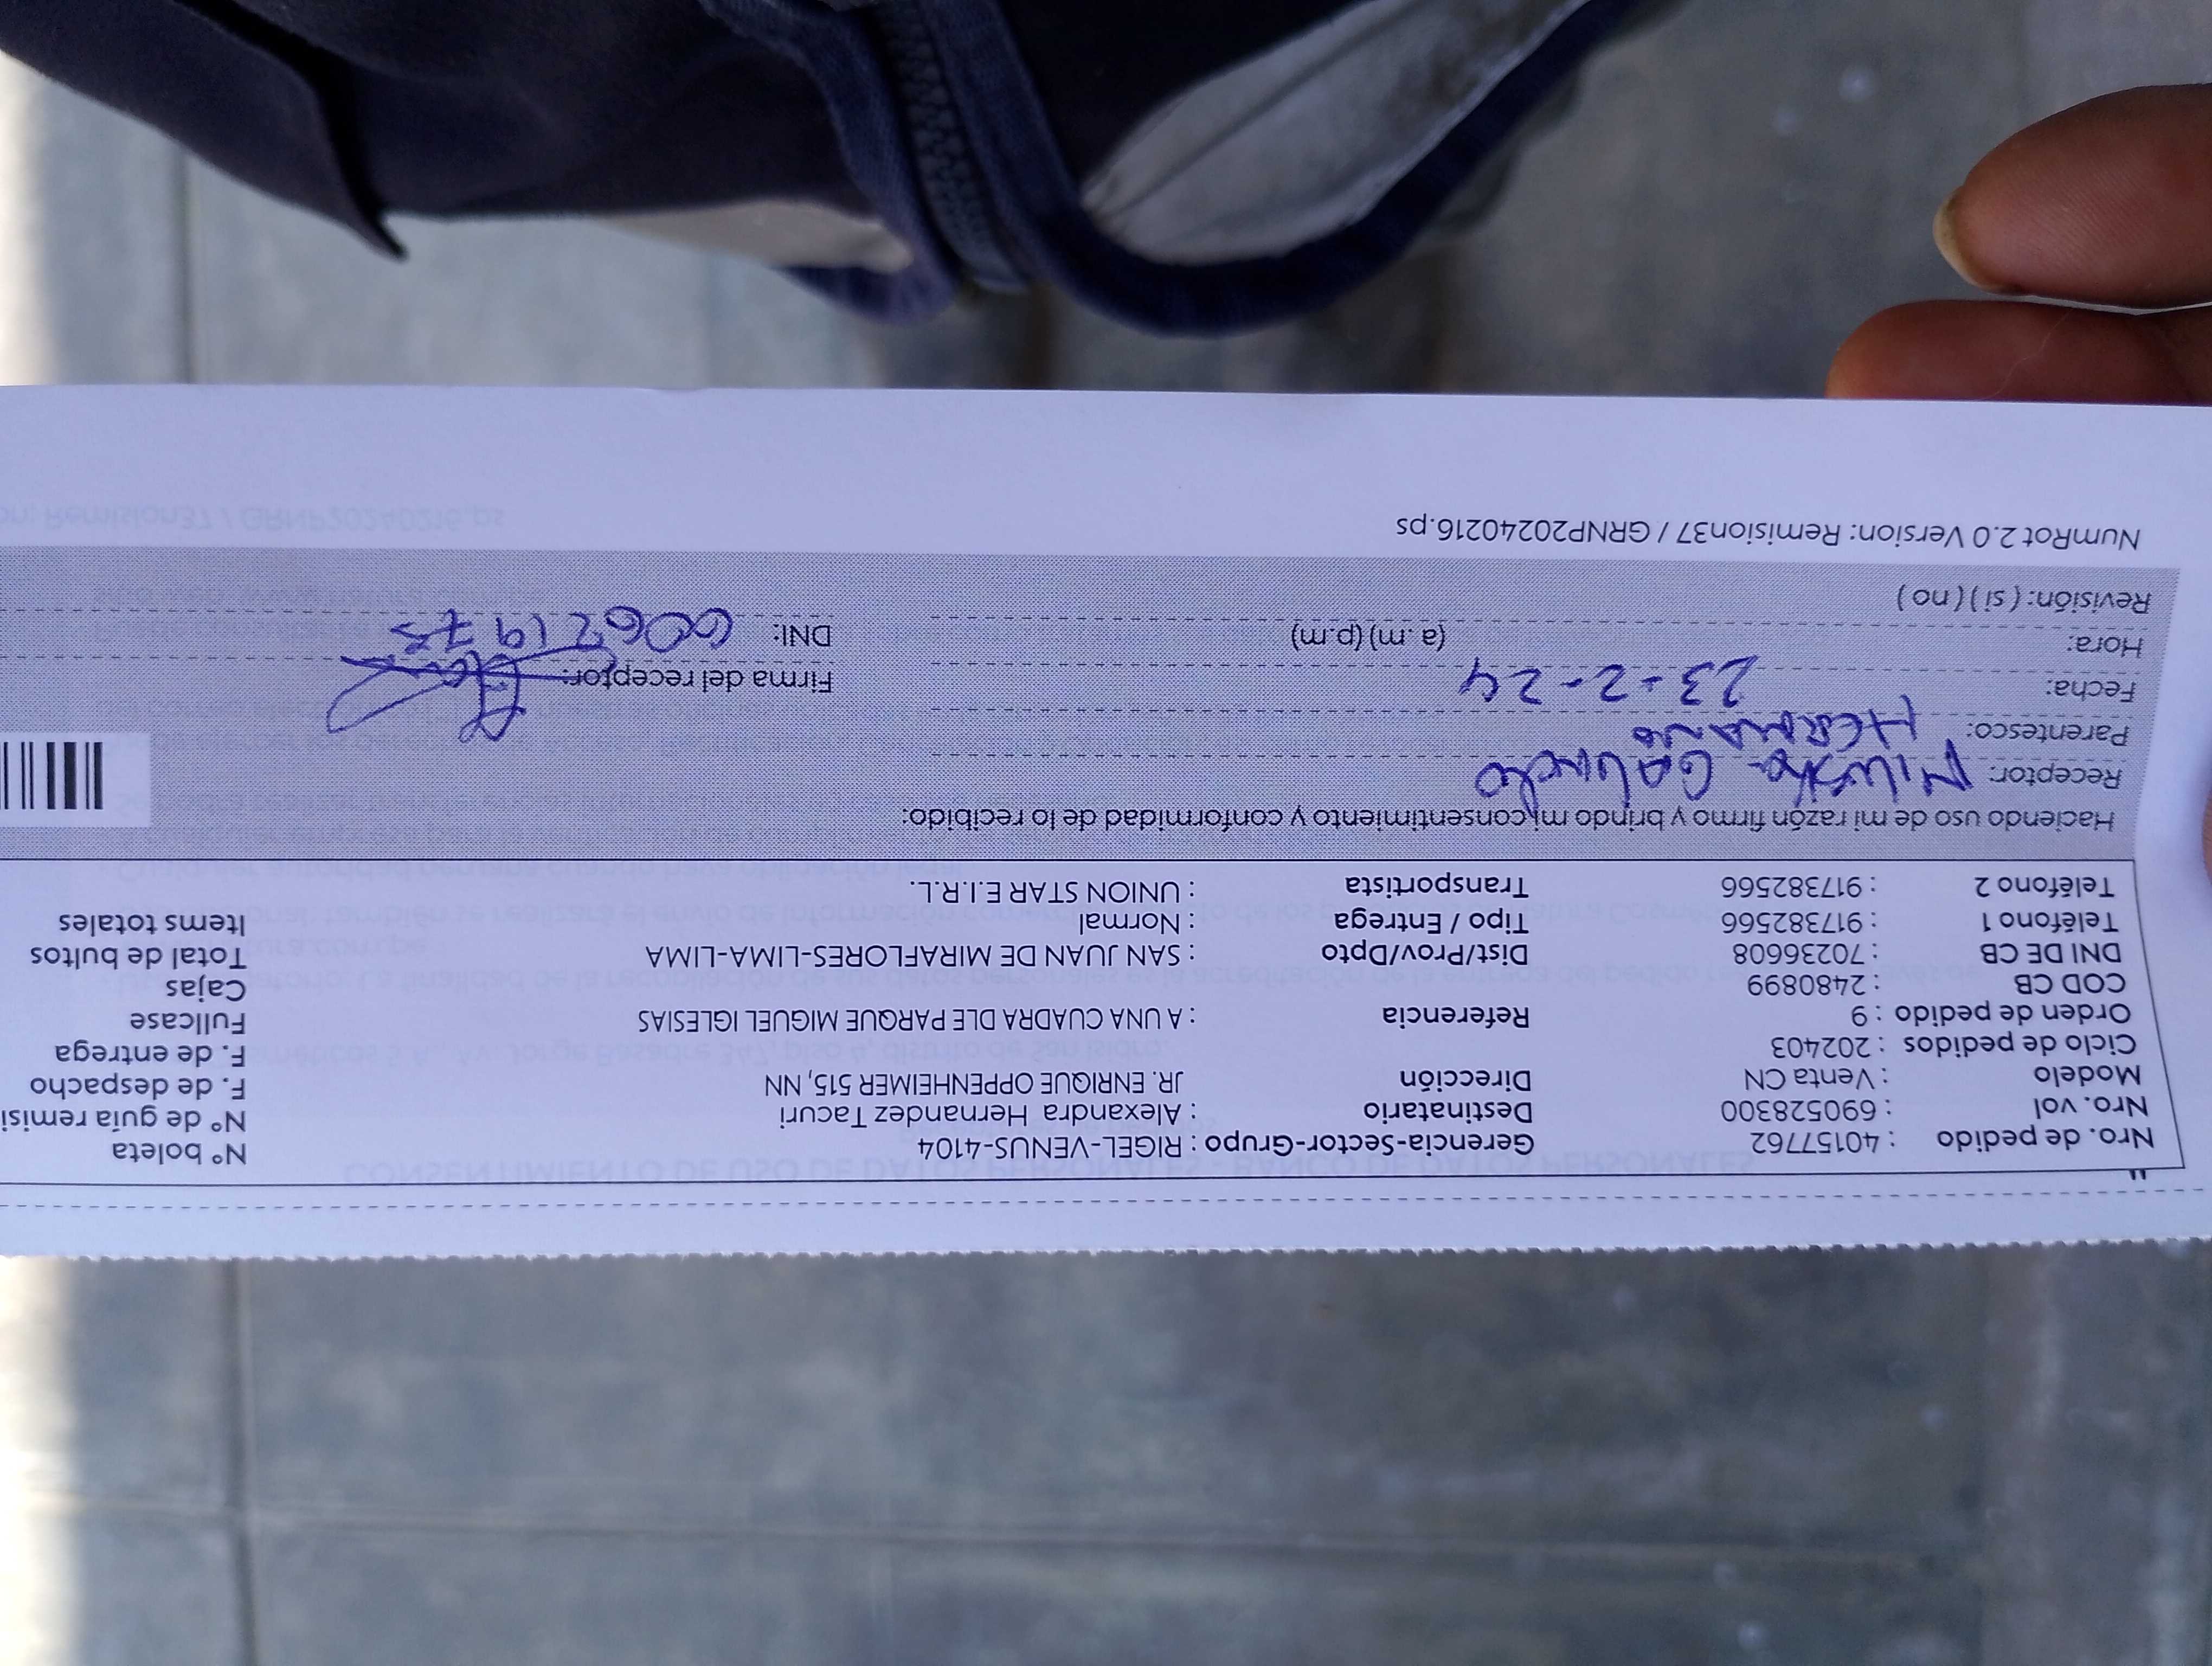 Nro. de pedido : 40157762 Gerencia-Sector-Grupo : RIGEL-VENUS-4104 N° boleta
Nro. vol : 690528300 Destinatario : Alexandra Hernandez Tacuri N° de guía remisi
Modelo : Venta CN Dirección JR. ENRIQUE OPPENHEIMER 515, NN F. de despacho
Ciclo de pedidos : 202403 F. de entrega
Orden de pedido : 9 Referencia : A UNA CUADRA DLE PARQUE MIGUEL IGLESIAS Fullcase
COD CB : 2480899 Cajas
DNI DE CB : 70236608 Dist/Prov/Dpto : SAN JUAN DE MIRAFLORES-LIMA-LIMA Total de bultos
Teléfono 1 : 917382566 Tipo / Entrega : Normal Items totales
Teléfono 2 : 917382566 Transportista : UNION STAR E.I.R.L.
Haciendo uso de mi razón firmo y brindo mi consentimiento y conformidad de lo recibido:
Receptor:
Parentesco: HERMANO
Fecha: 23-2-24 Firma del receptor:
Hora: (a.m) (p.m) DNI:
Revisión: ( si ) ( no )
NumRot 2.0 Version: Remision37 / GRNP20240216.ps